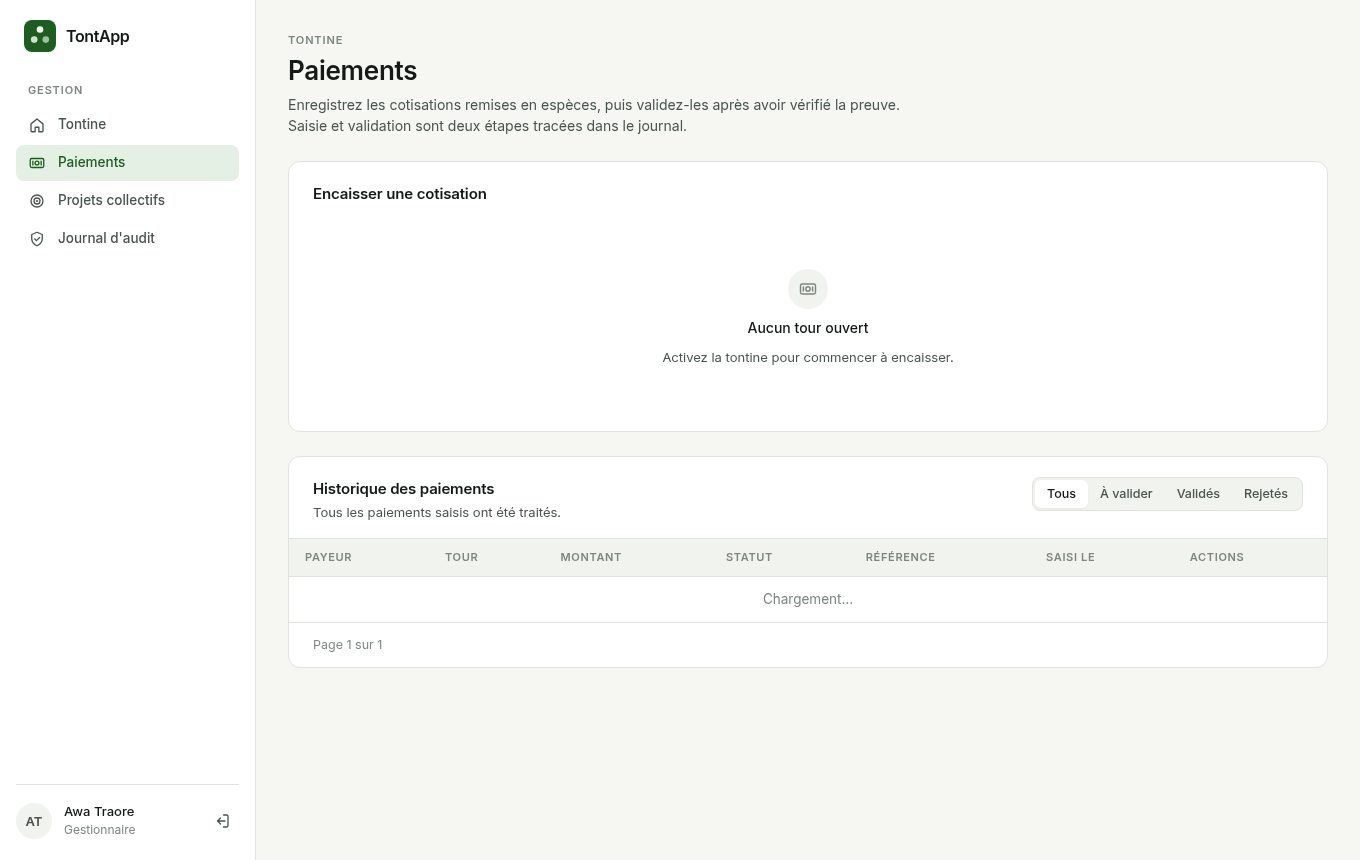 TontApp
GESTION
Tontine
Paiements
Projets collectifs
Journal d'audit
AT
Awa Traore
Gestionnaire
TONTINE
Paiements
Enregistrez les cotisations remises en espèces, puis validez-les après avoir vérifié la preuve.
Saisie et validation sont deux étapes tracées dans le journal.
Encaisser une cotisation
Aucun tour ouvert
Activez la tontine pour commencer à encaisser.
Historique des paiements
Tous les paiements saisis ont été traités.
Tous À valider Validés Rejetés
PAYEUR TOUR MONTANT STATUT RÉFÉRENCE SAISI LE ACTIONS
Chargement…
Page 1 sur 1